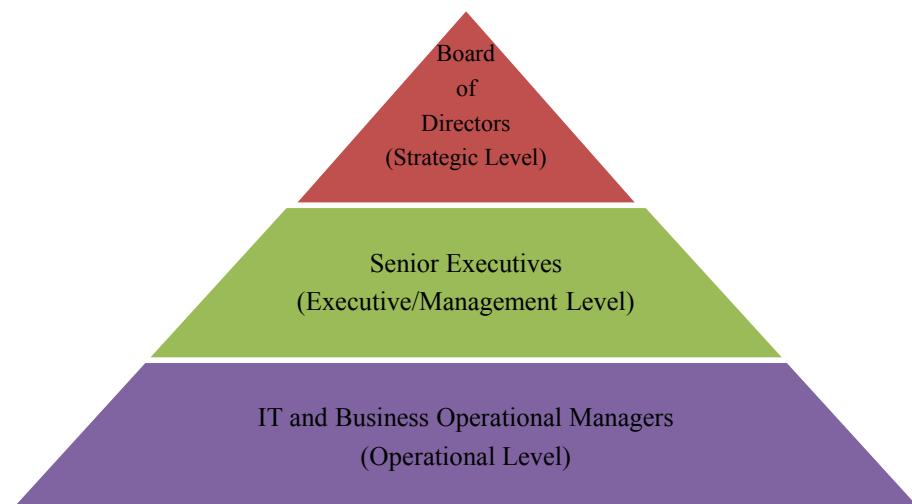 Board
of
Directors
(Strategic Level)
Senior Executives
(Executive/Management Level)
IT and Business Operational Managers
(Operational Level)